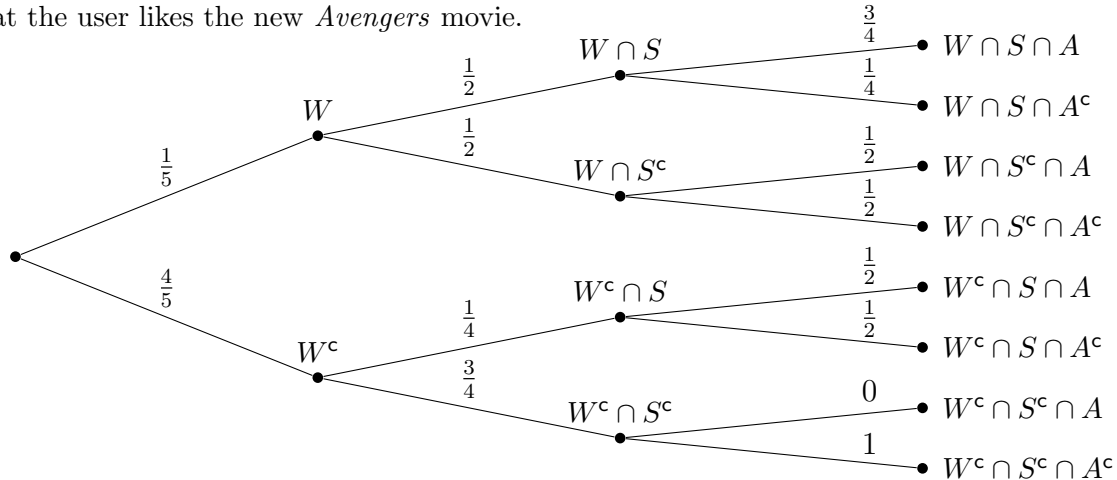 at the user likes the new Avengers movie.
3/4
W ∩ S
W ∩ S ∩ A
1/2
1/4
W
W ∩ S ∩ Aᶜ
1/2
1/2
1/5
W ∩ Sᶜ
W ∩ Sᶜ ∩ A
1/2
W ∩ Sᶜ ∩ Aᶜ
4/5
1/2
Wᶜ ∩ S
Wᶜ ∩ S ∩ A
1/4
1/2
Wᶜ
Wᶜ ∩ S ∩ Aᶜ
3/4
0
Wᶜ ∩ Sᶜ
Wᶜ ∩ Sᶜ ∩ A
1
Wᶜ ∩ Sᶜ ∩ Aᶜ